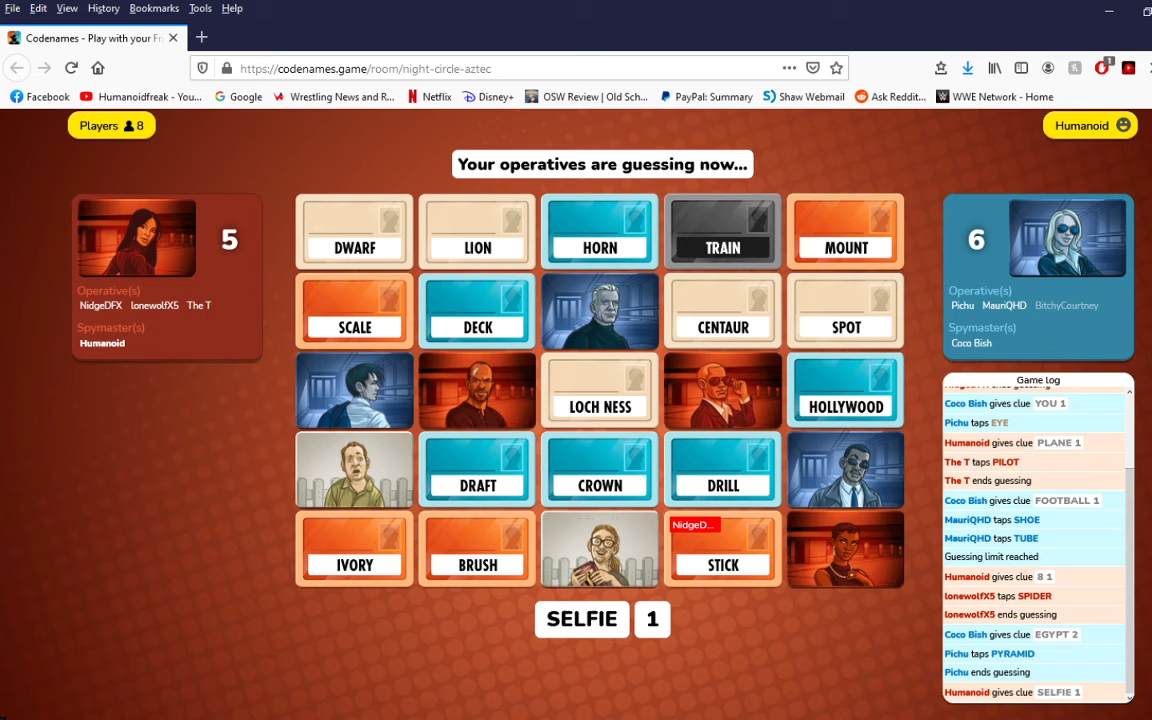 File Edit View History Bookmarks Tools Help
Codenames - Play with your Fri
https://codenames.game/room/night-circle-aztec
1
Facebook Humanoidfreak - You... Google Wrestling News and R... Netflix Disney+ OSW Review | Old Sch... PayPal: Summary Shaw Webmail Ask Reddit... WWE Network - Home
Players 8
Humanoid
Your operatives are guessing now...
5
Operative(s)
NidgeDFX lonewolfX5 The T
Spymaster(s)
Humanoid
DWARF LION HORN TRAIN MOUNT
SCALE DECK CENTAUR SPOT
LOCH NESS HOLLYWOOD
DRAFT CROWN DRILL
NidgeD...
IVORY BRUSH STICK
SELFIE 1
6
Operative(s)
Pichu MauriQHD BitchyCourtney
Spymaster(s)
Coco Bish
Game log
Coco Bish gives clue YOU 1
Pichu taps EYE
Humanoid gives clue PLANE 1
The T taps PILOT
The T ends guessing
Coco Bish gives clue FOOTBALL 1
MauriQHD taps SHOE
MauriQHD taps TUBE
Guessing limit reached
Humanoid gives clue 8 1
lonewolfX5 taps SPIDER
lonewolfX5 ends guessing
Coco Bish gives clue EGYPT 2
Pichu taps PYRAMID
Pichu ends guessing
Humanoid gives clue SELFIE 1